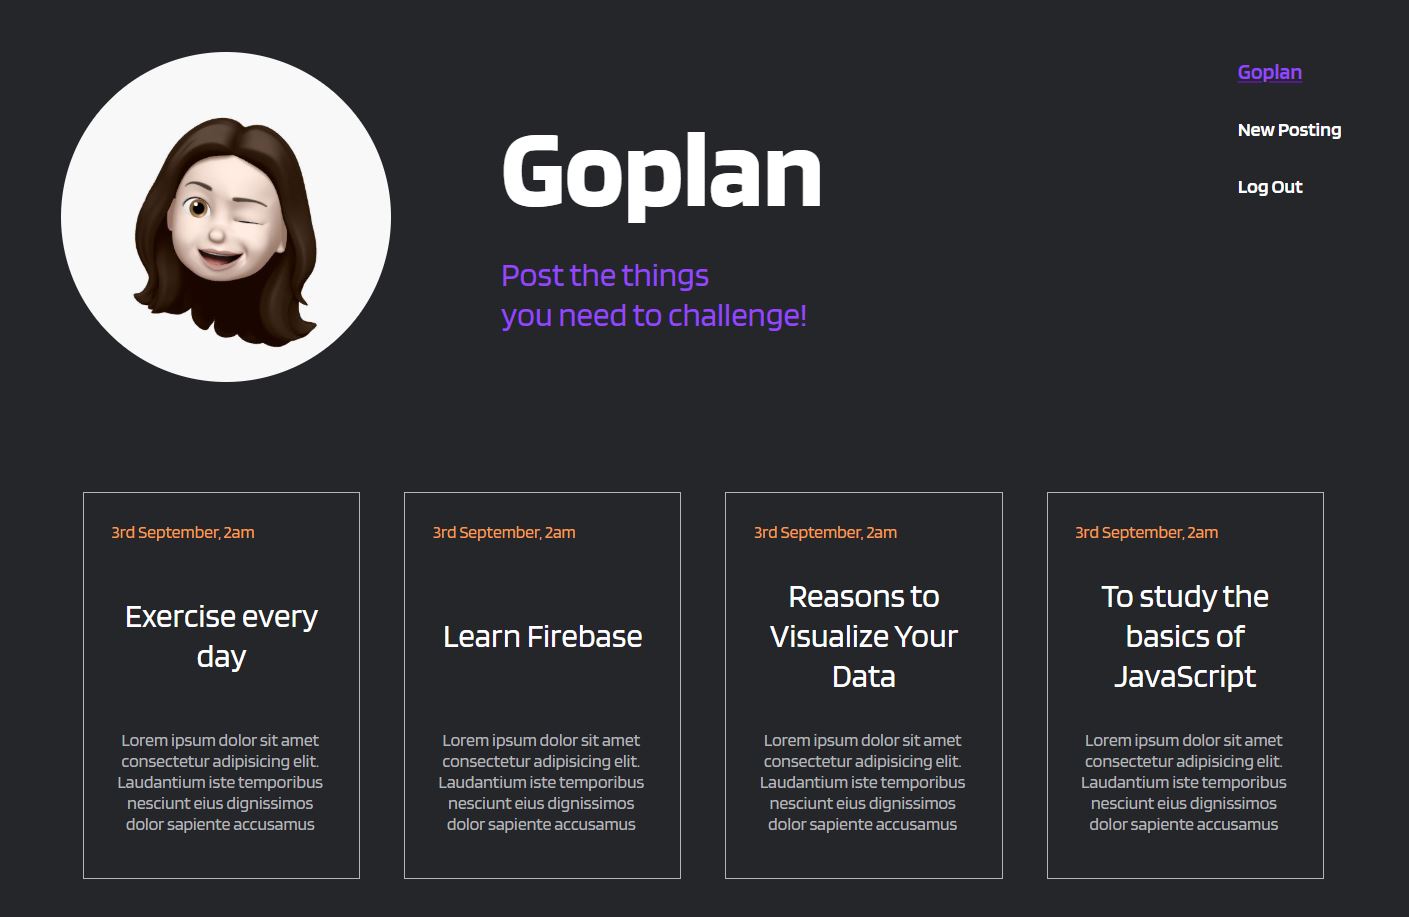 Goplan
New Posting
Log Out
Goplan
Post the things
you need to challenge!
3rd September, 2am
Exercise every
day
Lorem ipsum dolor sit amet
consectetur adipisicing elit.
Laudantium iste temporibus
nesciunt eius dignissimos
dolor sapiente accusamus
3rd September, 2am
Learn Firebase
Lorem ipsum dolor sit amet
consectetur adipisicing elit.
Laudantium iste temporibus
nesciunt eius dignissimos
dolor sapiente accusamus
3rd September, 2am
Reasons to
Visualize Your
Data
Lorem ipsum dolor sit amet
consectetur adipisicing elit.
Laudantium iste temporibus
nesciunt eius dignissimos
dolor sapiente accusamus
3rd September, 2am
To study the
basics of
JavaScript
Lorem ipsum dolor sit amet
consectetur adipisicing elit.
Laudantium iste temporibus
nesciunt eius dignissimos
dolor sapiente accusamus